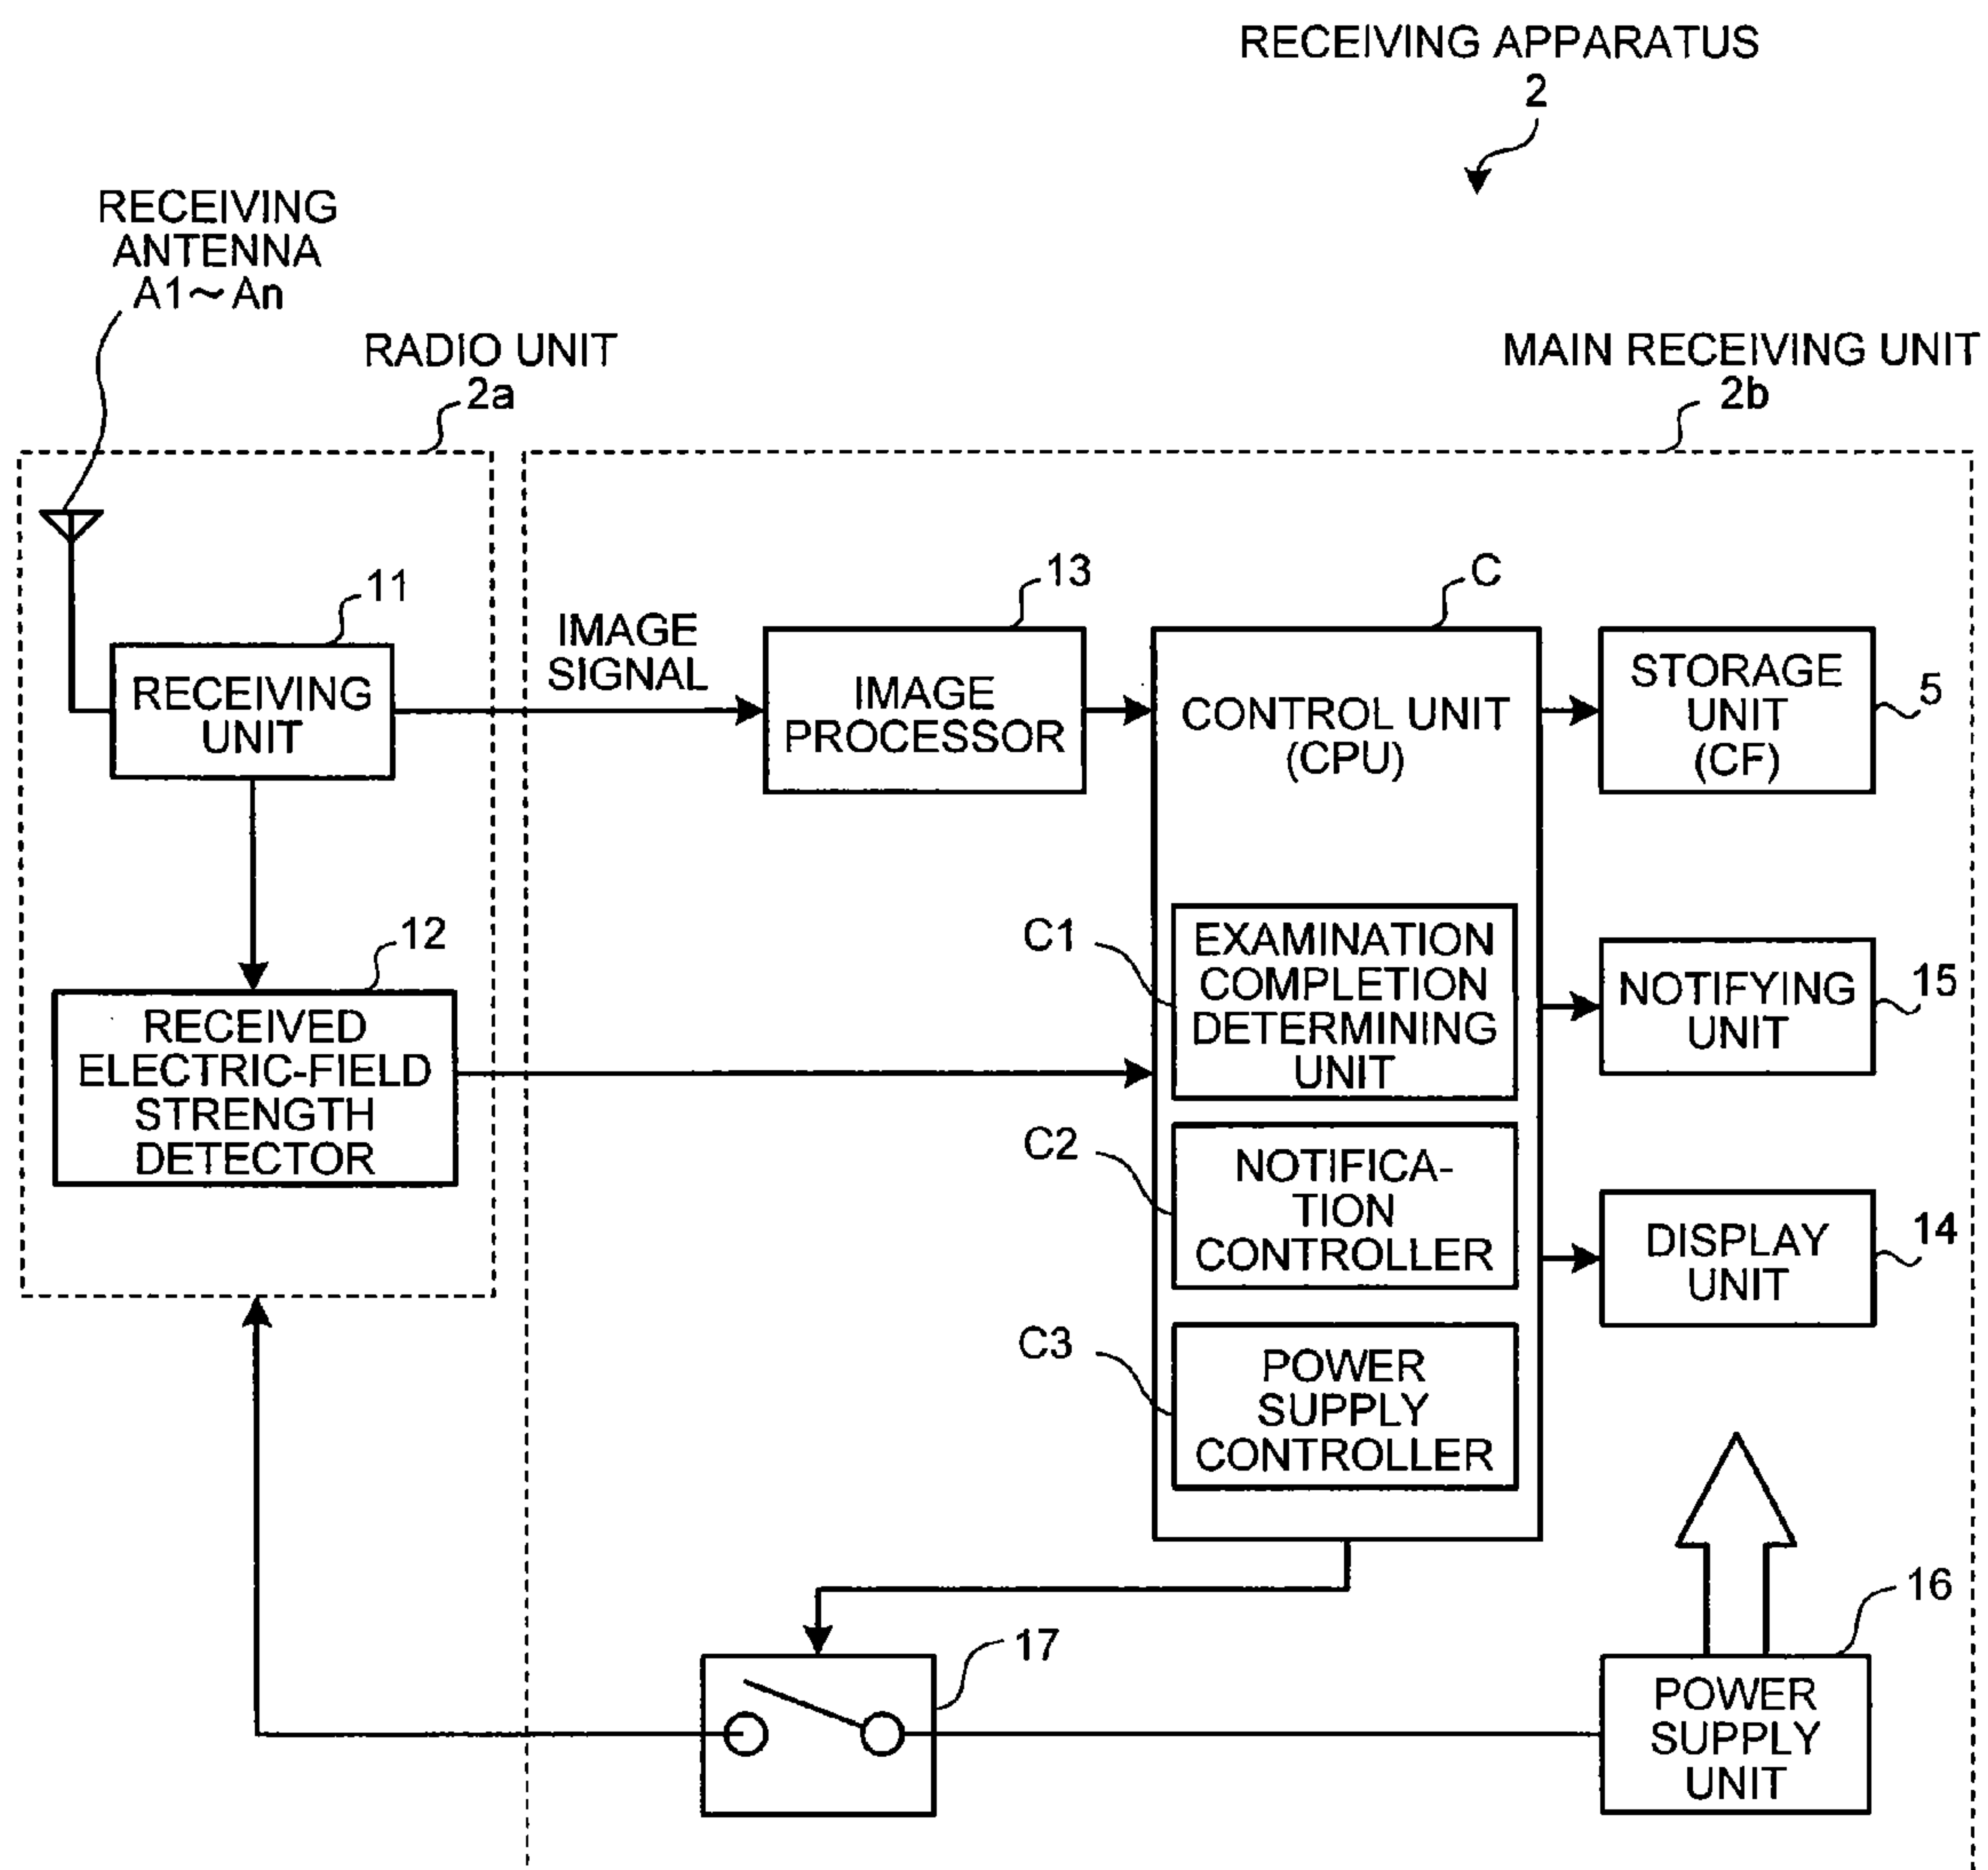 RECEIVING APPARATUS
2
RECEIVING
ANTENNA
A1~An
RADIO UNIT
2a
MAIN RECEIVING UNIT
2b
11
RECEIVING
UNIT
IMAGE
SIGNAL
13
IMAGE
PROCESSOR
C
CONTROL UNIT
(CPU)
STORAGE
UNIT
(CF)
5
12
RECEIVED
ELECTRIC-FIELD
STRENGTH
DETECTOR
C1
EXAMINATION
COMPLETION
DETERMINING
UNIT
NOTIFYING
UNIT
15
C2
NOTIFICA-
TION
CONTROLLER
DISPLAY
UNIT
14
C3
POWER
SUPPLY
CONTROLLER
17
16
POWER
SUPPLY
UNIT